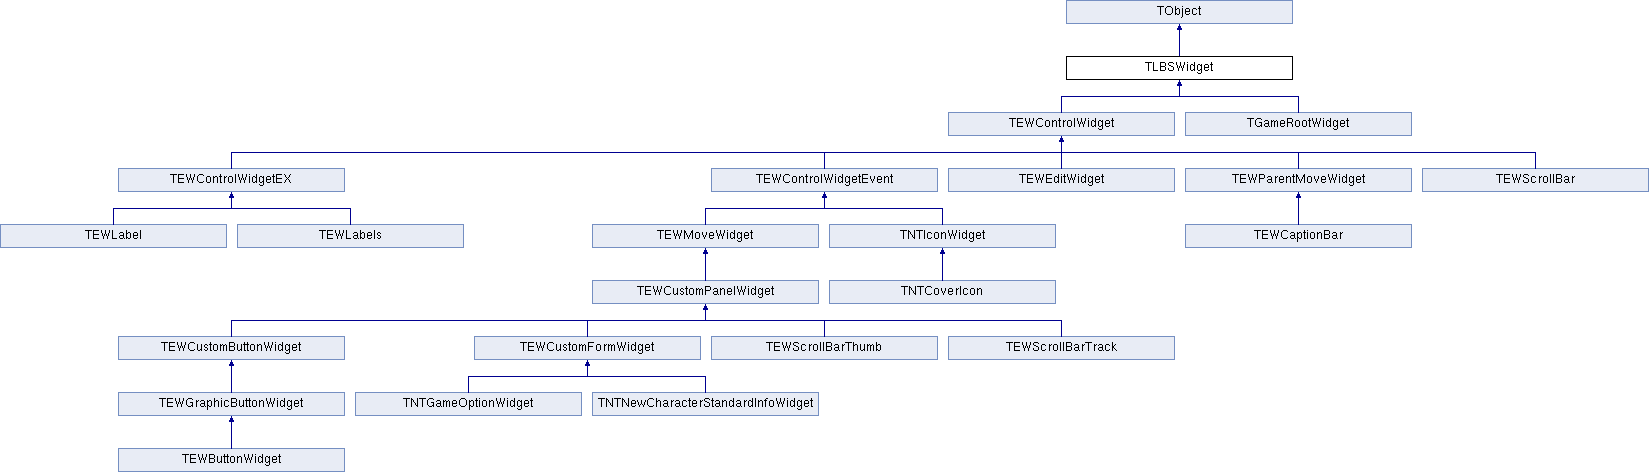 TObject
TLBSWidget
TEWControlWidget
TGameRootWidget
TEWControlWidgetEX
TEWControlWidgetEvent
TEWEditWidget
TEWParentMoveWidget
TEWScrollBar
TEWLabel
TEWLabels
TEWMoveWidget
TNTIconWidget
TEWCaptionBar
TEWCustomPanelWidget
TNTCoverIcon
TEWCustomButtonWidget
TEWCustomFormWidget
TEWScrollBarThumb
TEWScrollBarTrack
TEWGraphicButtonWidget
TNTGameOptionWidget
TNTNewCharacterStandardInfoWidget
TEWButtonWidget